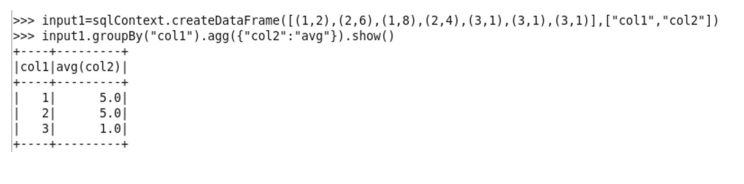 >>> input1=sqlContext.createDataFrame([(1,2),(2,6),(1,8),(2,4),(3,1),(3,1),(3,1)],["col1","col2"])
>>> input1.groupBy("col1").agg({"col2":"avg"}).show()
+----+---------+
|col1|avg(col2)|
+----+---------+
|   1|      5.0|
|   2|      5.0|
|   3|      1.0|
+----+---------+